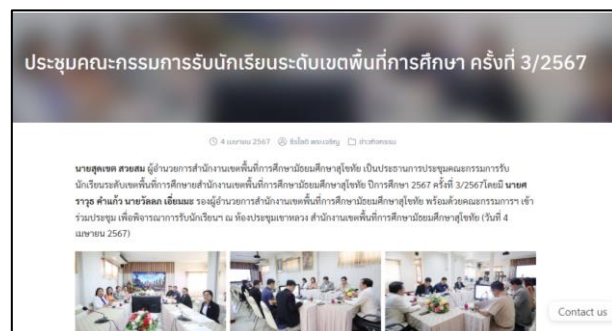 ประชุมคณะกรรมการรับนักเรียนระดับเขตพื้นที่การศึกษา ครั้งที่ 3/2567
4 เมษายน 2567 ข่าวกิจกรรม
นายสุดเขต สวยสม ผู้อำนวยการสำนักงานเขตพื้นที่การศึกษามัธยมศึกษาสุโขทัย เป็นประธานการประชุมคณะกรรมการรับ
นักเรียนระดับเขตพื้นที่การศึกษายสำนักงานเขตพื้นที่การศึกษามัธยมศึกษาสุโขทัย ปีการศึกษา 2567 ครั้งที่ 3/2567โดยมี นายศ
ราวุธ คำแก้ว นายวัลลภ เอี่ยมมะ รองผู้อำนวยการสำนักงานเขตพื้นที่การศึกษามัธยมศึกษาสุโขทัย พร้อมด้วยคณะกรรมการฯ เข้า
ร่วมประชุม เพื่อพิจารณาการรับนักเรียนฯ ณ ห้องประชุมเขาหลวง สำนักงานเขตพื้นที่การศึกษามัธยมศึกษาสุโขทัย (วันที่ 4
เมษายน 2567)
Contact us